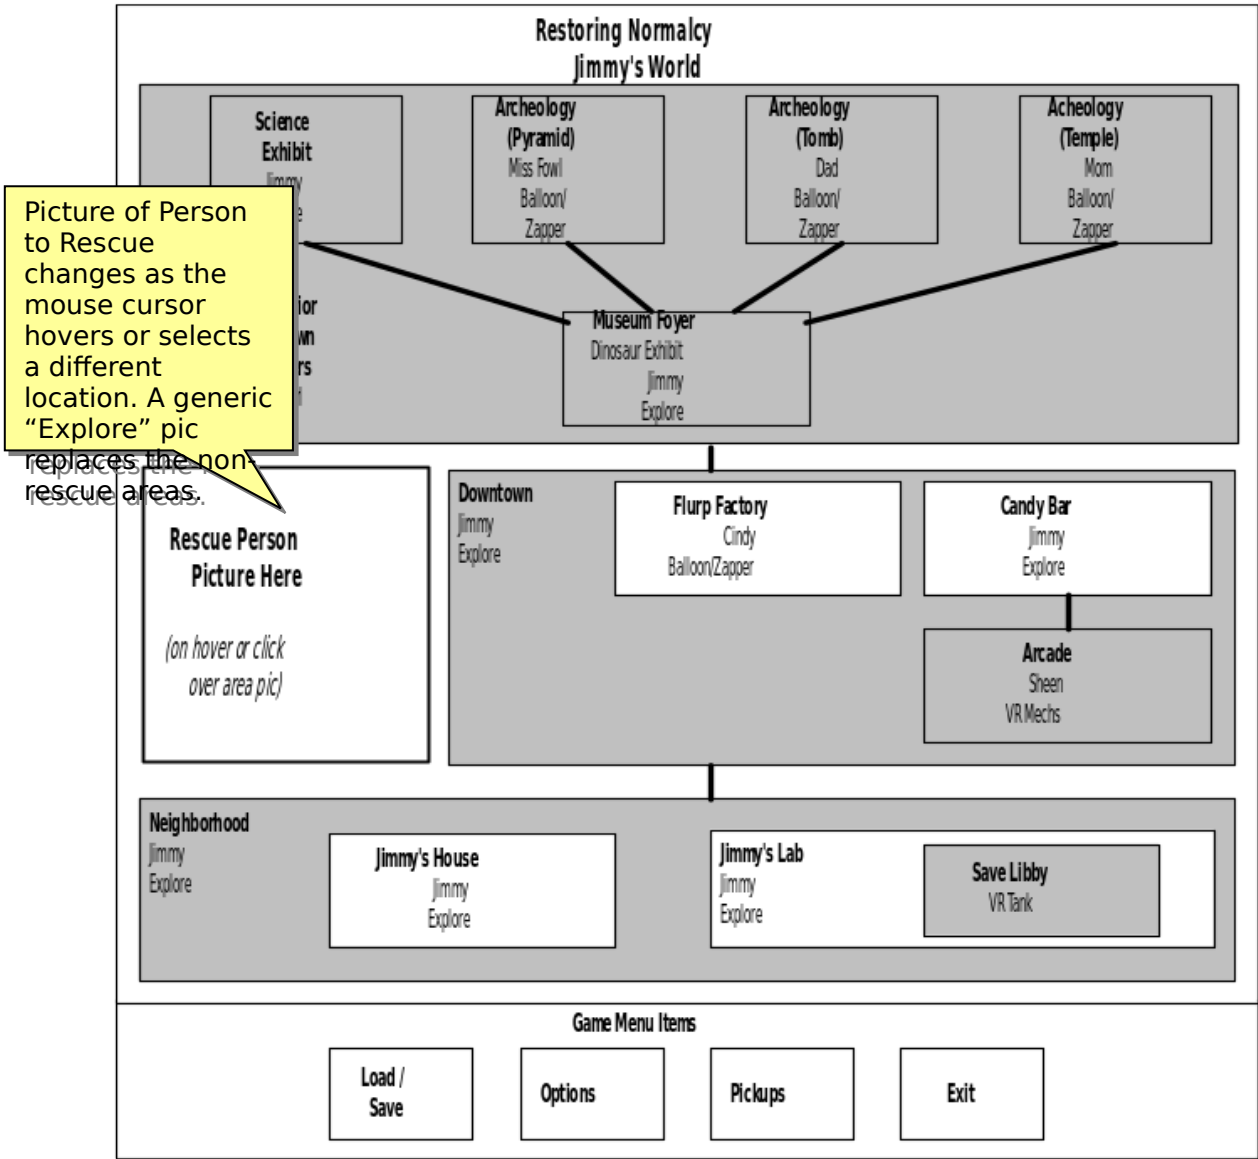 Restoring Normalcy
Jimmy's World
Science
Exhibit
Jimmy
Archeology
(Pyramid)
Miss Fowl
Balloon/
Zapper
Archeology
(Tomb)
Dad
Balloon/
Zapper
Acheology
(Temple)
Mom
Balloon/
Zapper
Picture of Person
to Rescue
changes as the
mouse cursor
hovers or selects
a different
location. A generic
“Explore” pic
replaces the non-
rescue areas.
Museum Foyer
Dinosaur Exhibit
Jimmy
Explore
Rescue Person
Picture Here
(on hover or click
over area pic)
Downtown
Jimmy
Explore
Flurp Factory
Cindy
Balloon/Zapper
Candy Bar
Jimmy
Explore
Arcade
Sheen
VR Mechs
Neighborhood
Jimmy
Explore
Jimmy's House
Jimmy
Explore
Jimmy's Lab
Jimmy
Explore
Save Libby
VR Tank
Game Menu Items
Load /
Save
Options
Pickups
Exit